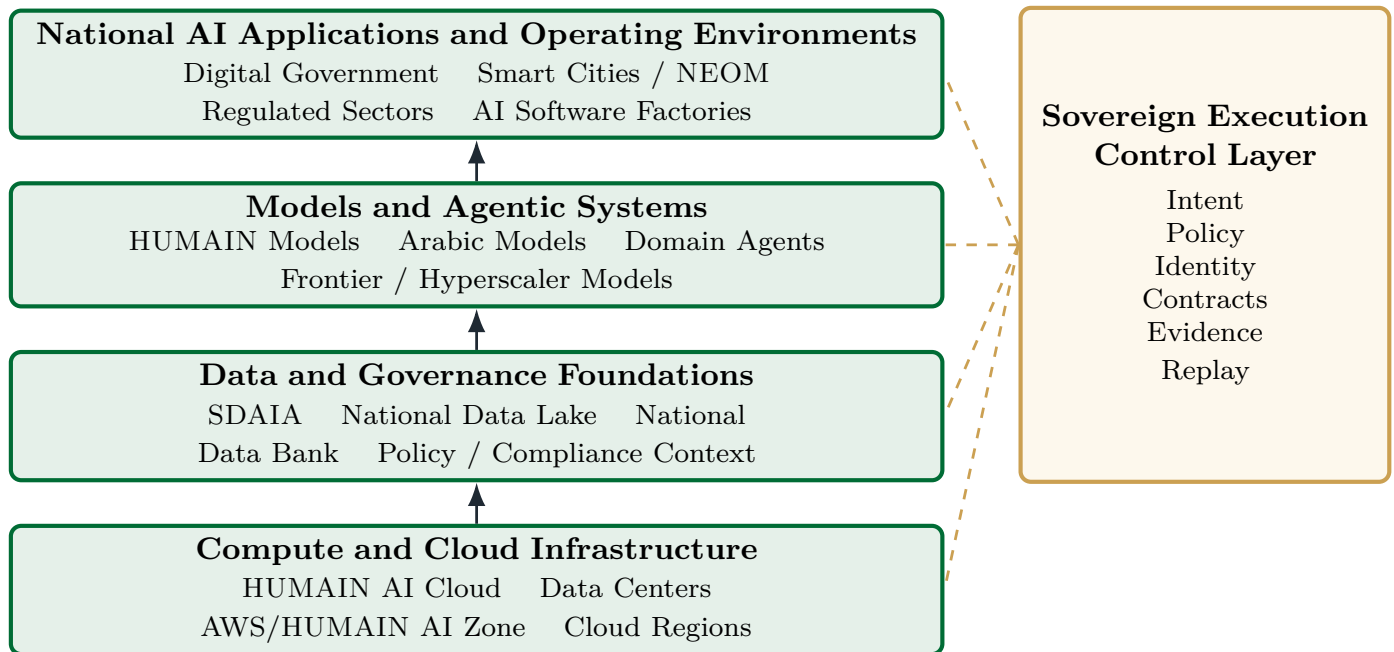 National AI Applications and Operating Environments
Digital Government Smart Cities / NEOM
Regulated Sectors AI Software Factories
Models and Agentic Systems
HUMAIN Models Arabic Models Domain Agents
Frontier / Hyperscaler Models
Data and Governance Foundations
SDAIA National Data Lake National
Data Bank Policy / Compliance Context
Compute and Cloud Infrastructure
HUMAIN AI Cloud Data Centers
AWS/HUMAIN AI Zone Cloud Regions
Sovereign Execution
Control Layer
Intent
Policy
Identity
Contracts
Evidence
Replay